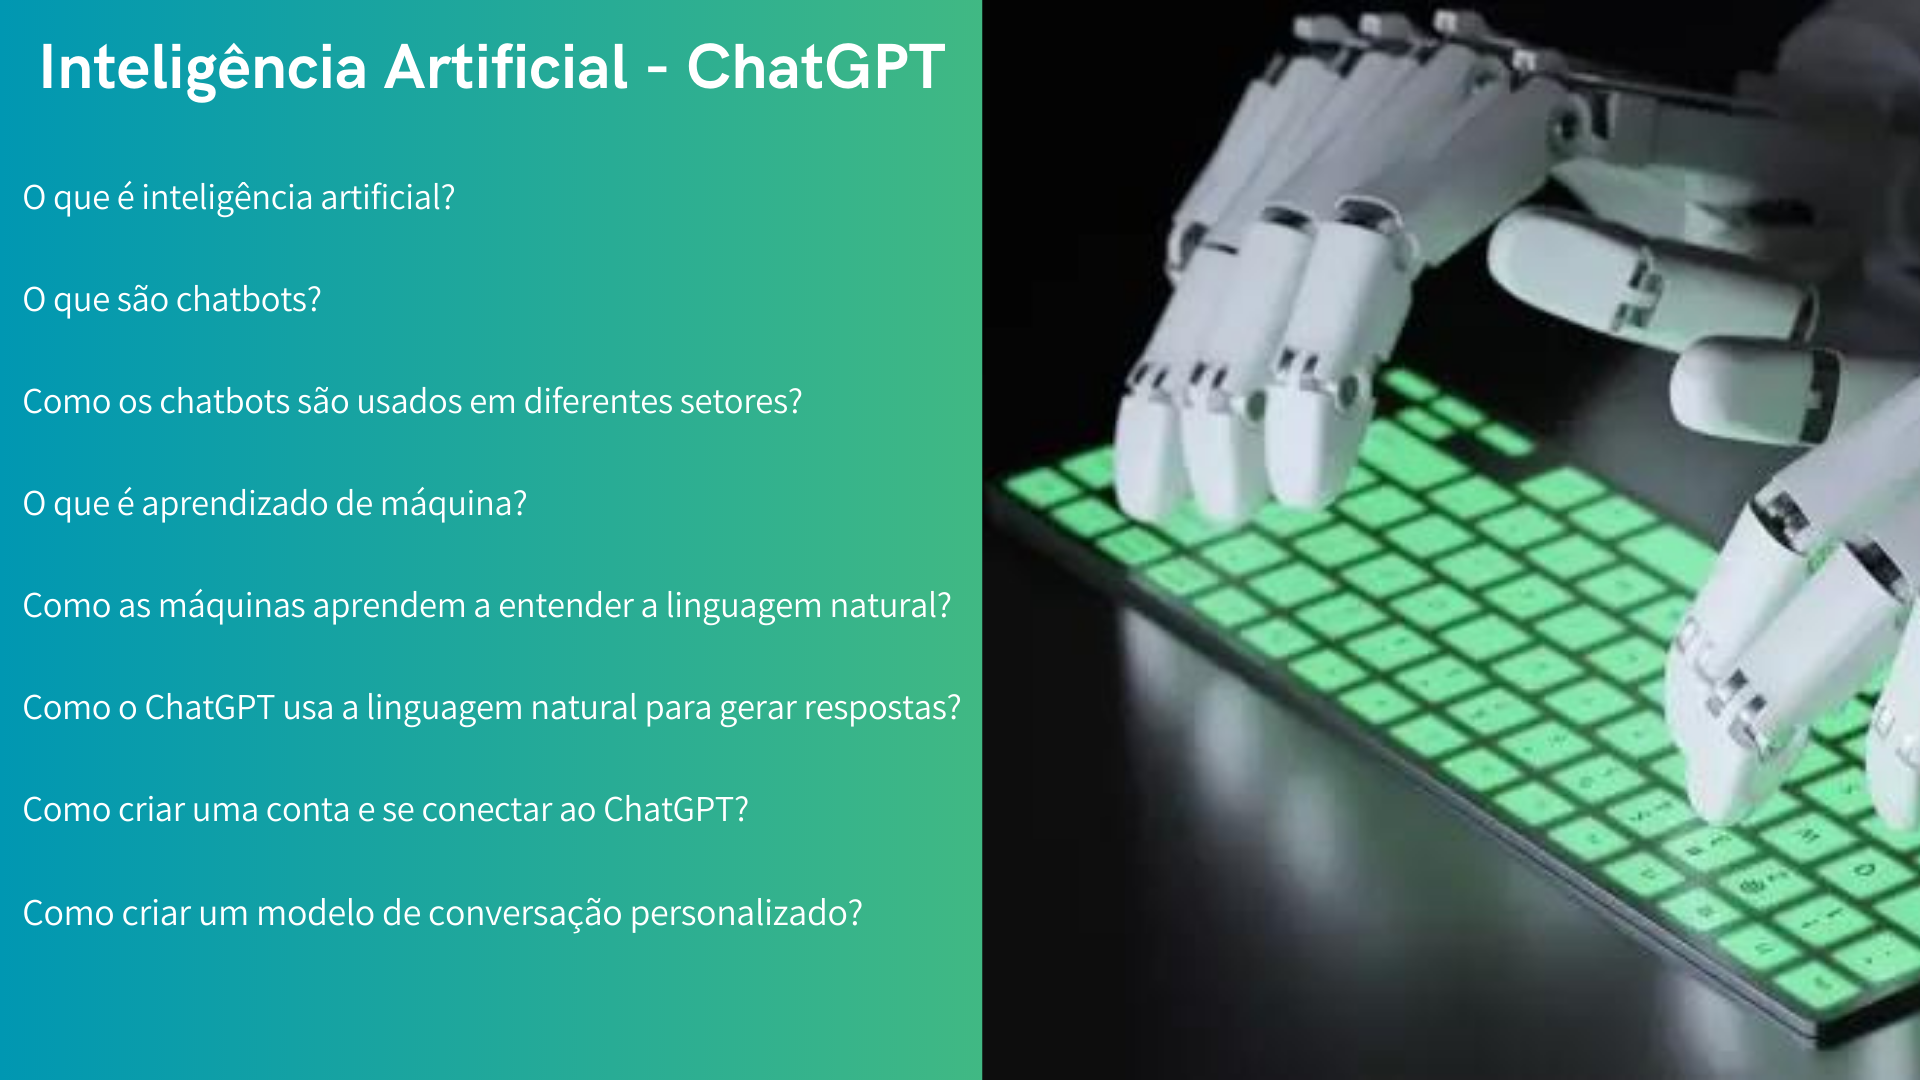 Inteligência Artificial - ChatGPT
O que é inteligência artificial?
O que são chatbots?
Como os chatbots são usados em diferentes setores?
O que é aprendizado de máquina?
Como as máquinas aprendem a entender a linguagem natural?
Como o ChatGPT usa a linguagem natural para gerar respostas?
Como criar uma conta e se conectar ao ChatGPT?
Como criar um modelo de conversação personalizado?